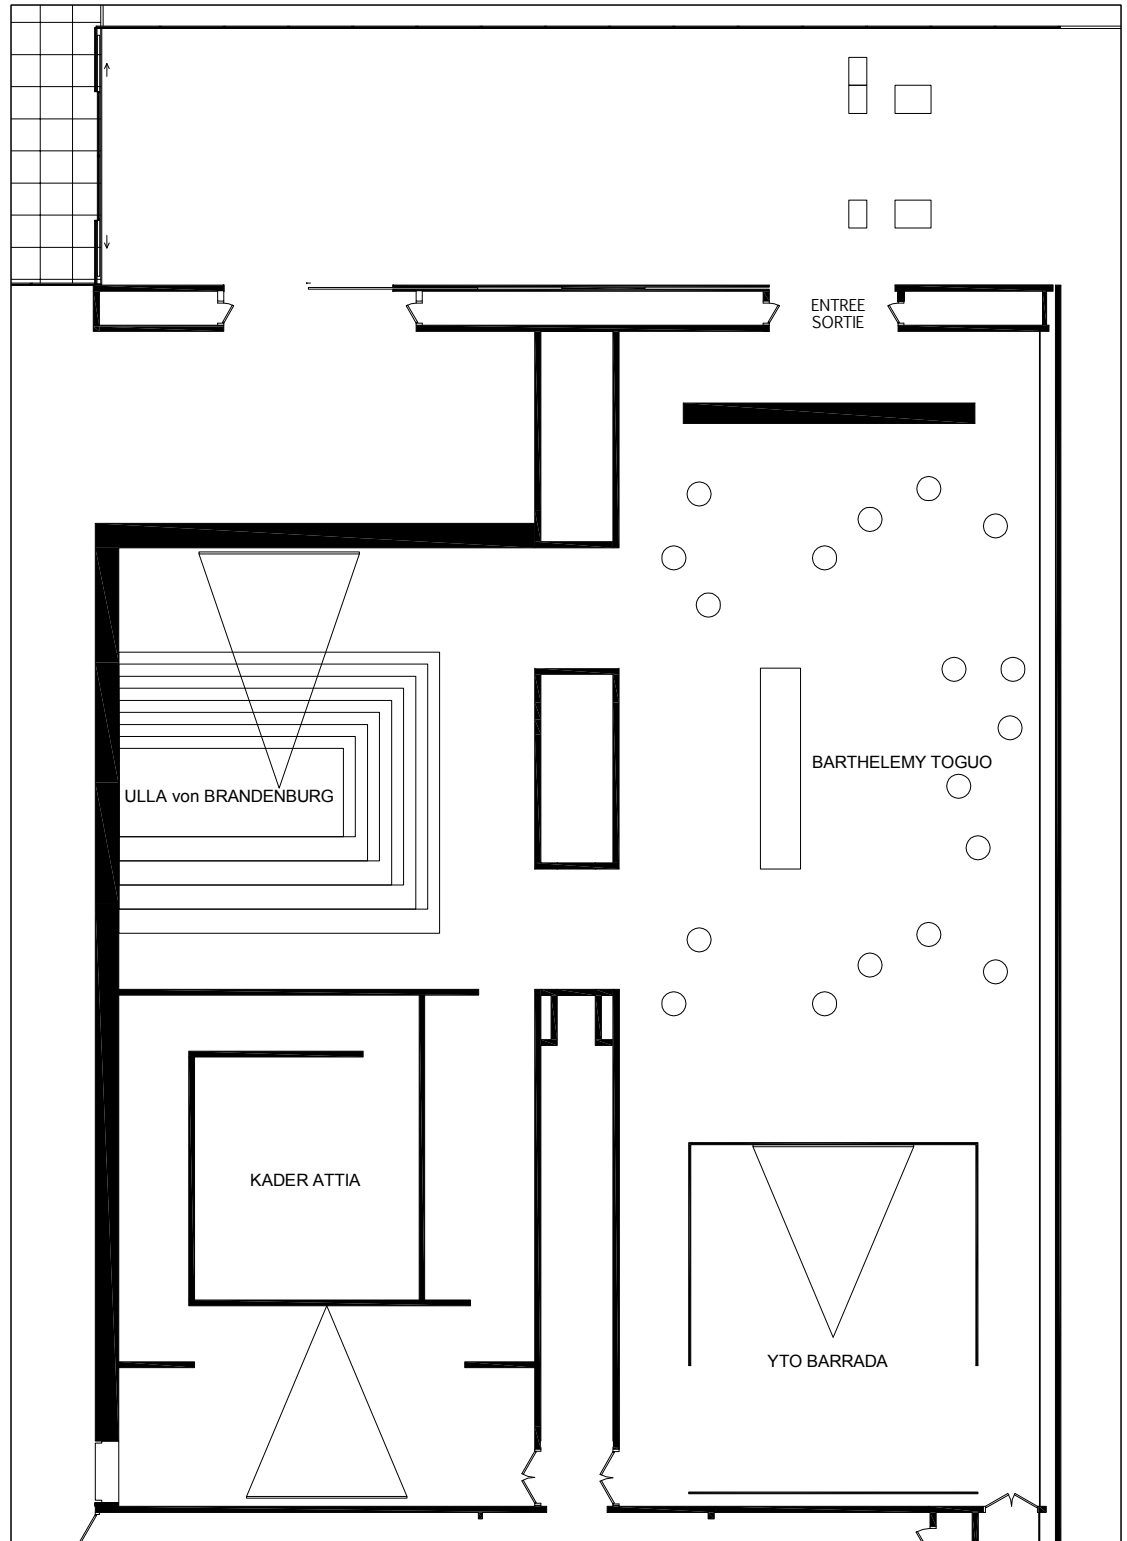 ENTREE
SORTIE
BARTHELEMY TOGUO
ULLA von BRANDENBURG
KADER ATTIA
YTO BARRADA